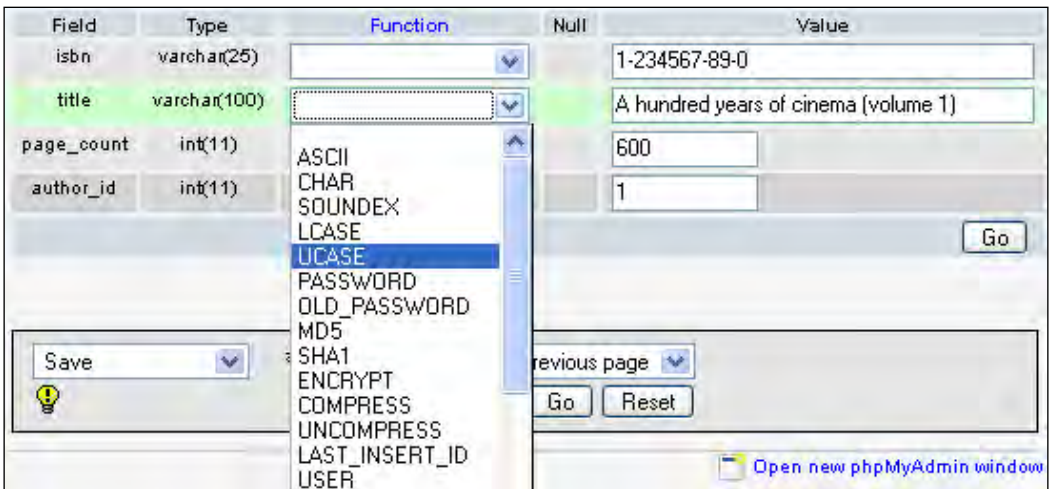 Field Type Function Null Value
isbn varchar(25) 1-234567-89-0
title varchar(100) A hundred years of cinema (volume 1)
page_count int(11) 600
ASCII
CHAR
author_id int(11) 1
SOUNDEX
LCASE
Go
UCASE
PASSWORD
OLD_PASSWORD
MD5
Save SHA1 revious page
ENCRYPT
COMPRESS Go Reset
UNCOMPRESS
LAST_INSERT_ID
Open new phpMyAdmin window
USER